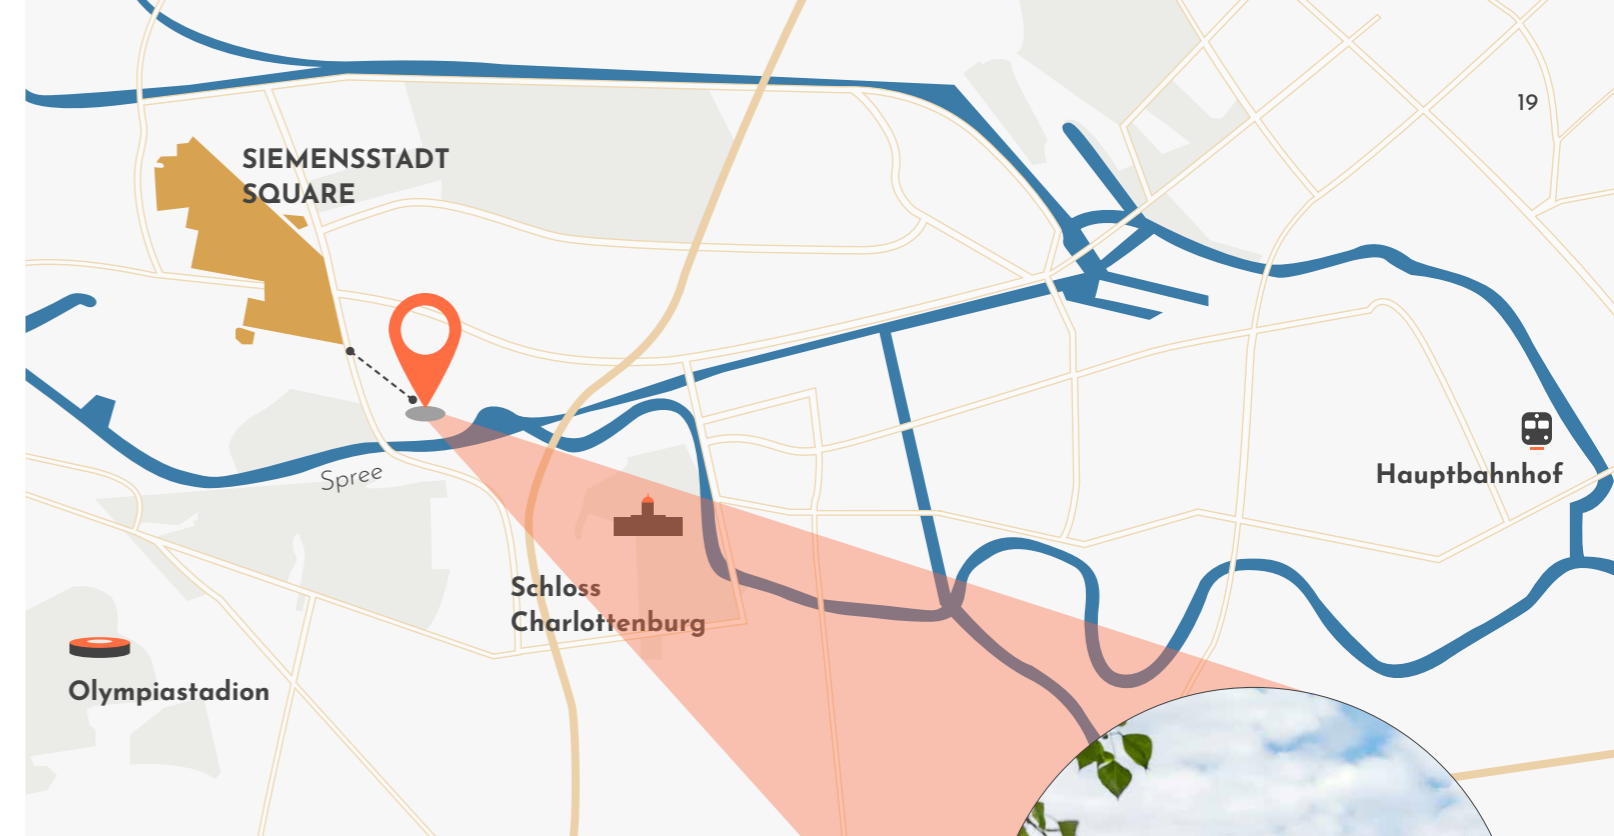 19
SIEMENSSTADT
SQUARE
Hauptbahnhof
Spree
Schloss
Charlottenburg
Olympiastadion